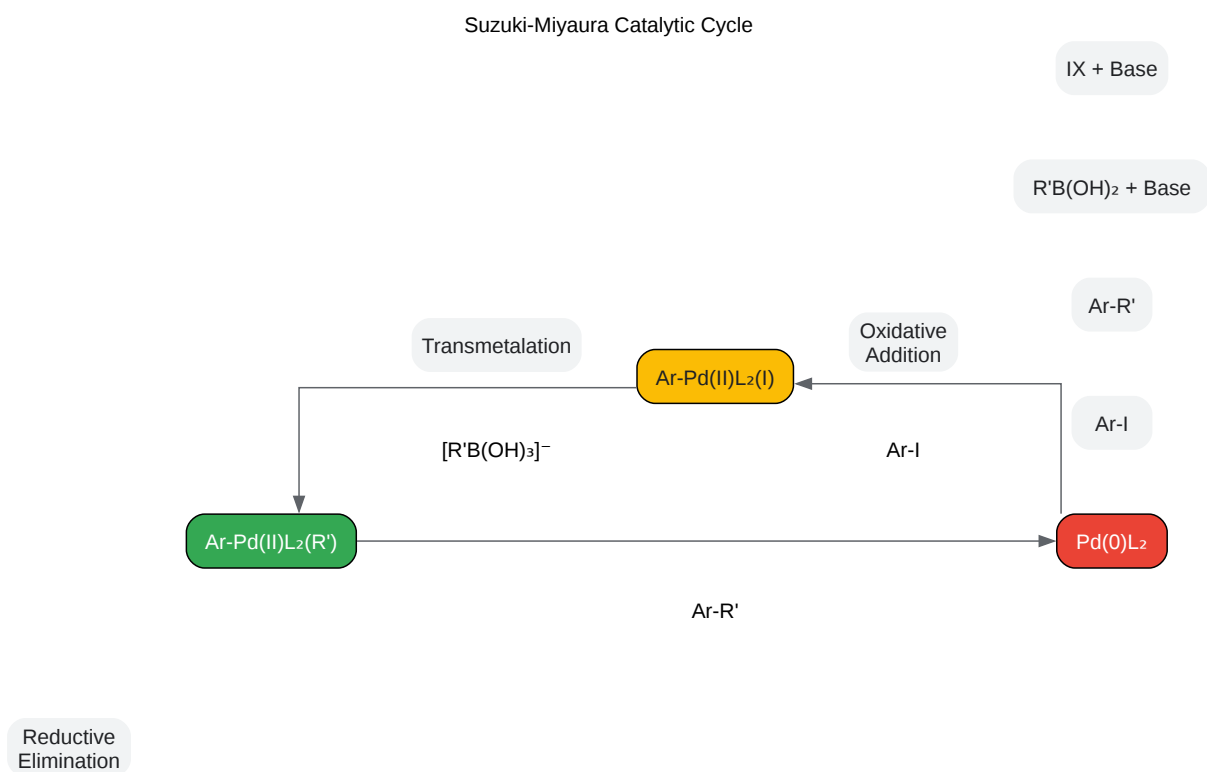 Suzuki-Miyaura Catalytic Cycle
IX + Base
R'B(OH)₂ + Base
Ar-R'
Oxidative
Addition
Transmetalation
Ar-Pd(II)L₂(I)
Ar-I
[R'B(OH)₃]⁻
Ar-I
Ar-Pd(II)L₂(R')
Pd(0)L₂
Ar-R'
Reductive
Elimination